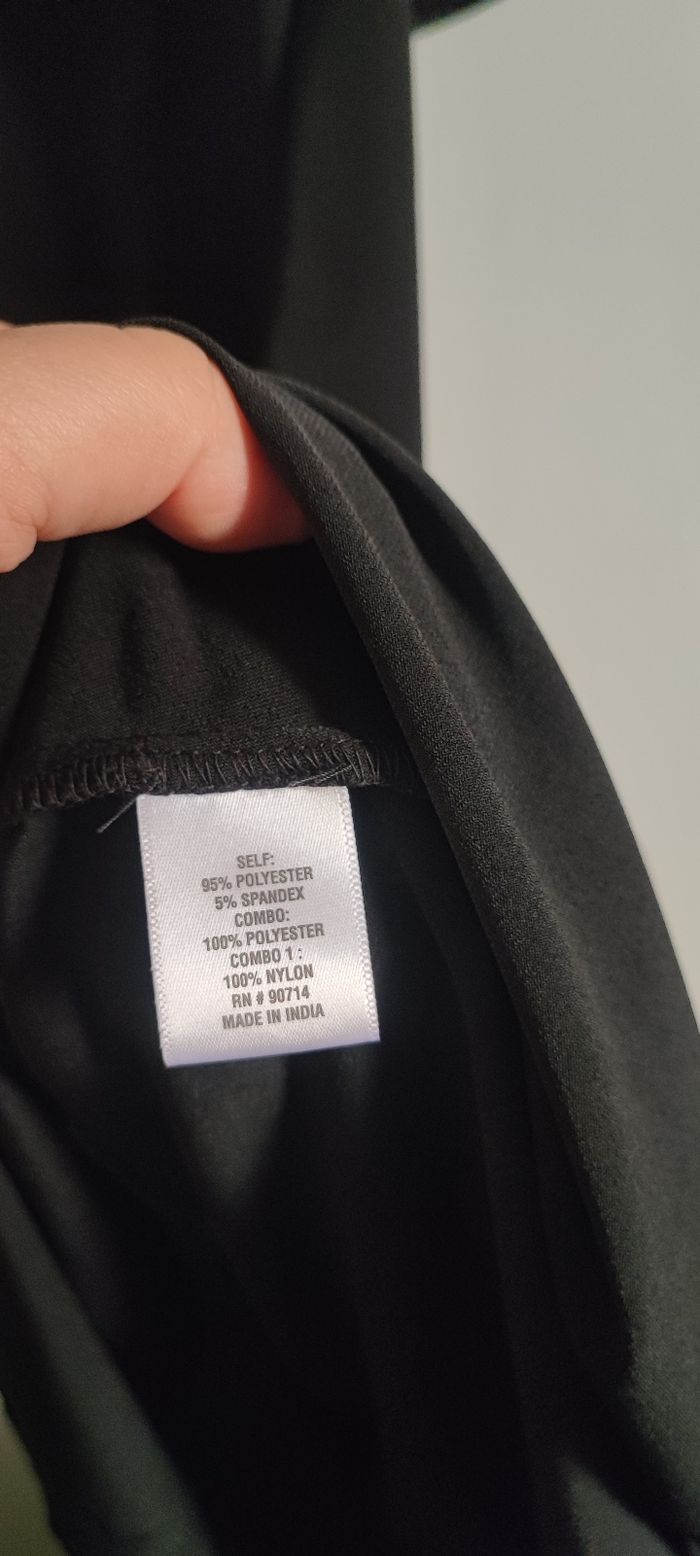 SELF:
95% POLYESTER
5% SPANDEX
COMBO:
100% POLYESTER
COMBO 1 :
100% NYLON
RN # 90714
MADE IN INDIA